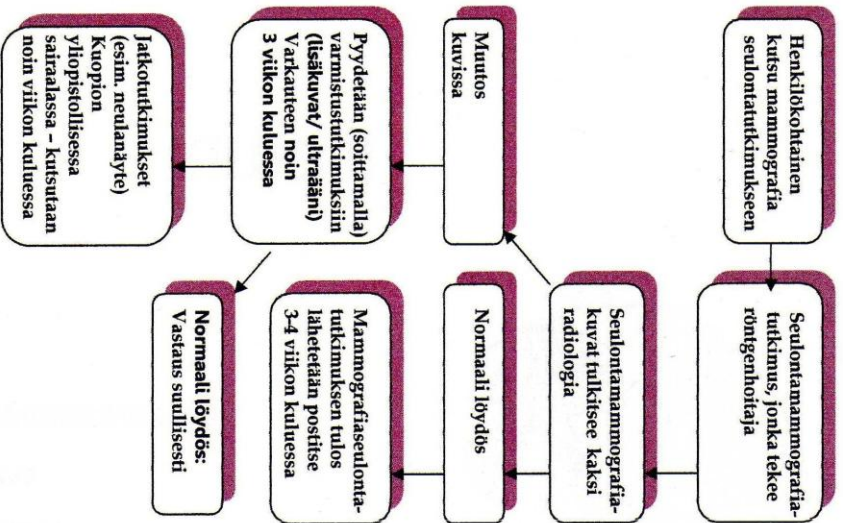 Henkilökohtainen
kutsu mammografia
seulontatutkimukseen
Seulontamammografia-
tutkimus, jonka tekee
röntgenhoitaja
Seulontamammografia-
kuvat tulkitsee kaksi
radiologia
Muutos
kuvissa
Normaali löydös
Pyydetään (soittamalla)
varmistustutkimuksiin
(lisäkuvat/ ultraääni)
Varkauteen noin
3 viikon kuluessa
Mammografiaseulonta-
tutkimuksen tulos
lähetetään postitse
3-4 viikon kuluessa
Normaali löydös:
Vastaus suullisesti
Jatkotutkimukset
(esim. neulanäyte)
Kuopion
yliopistollisessa
sairaalassa – kutsutaan
noin viikon kuluessa